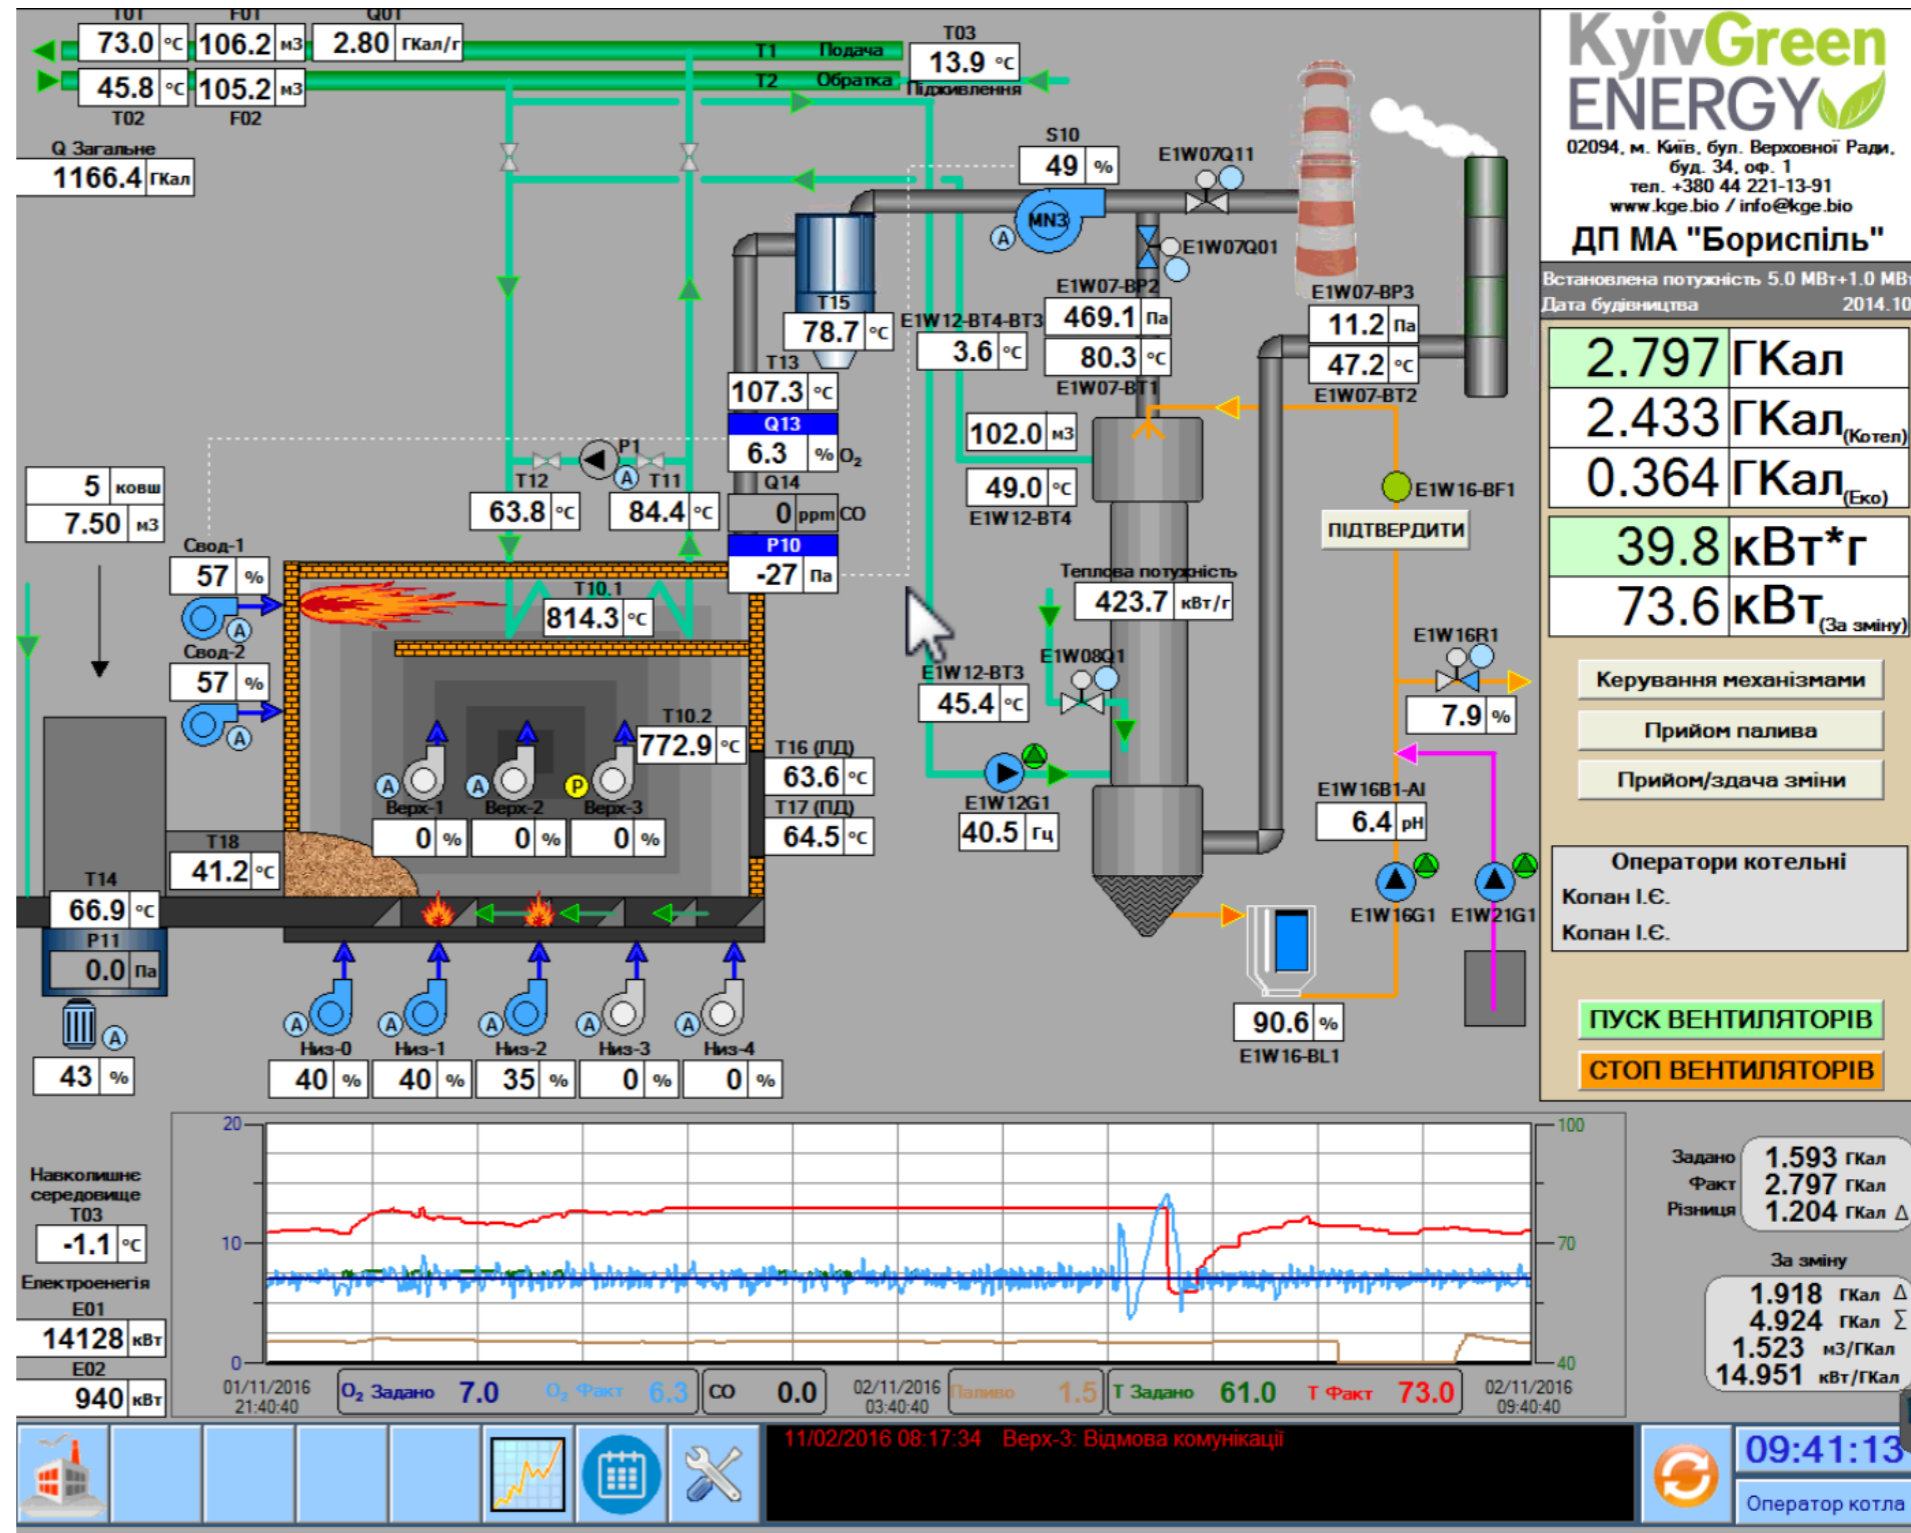 T01 F01 Q01
73.0 °C 106.2 м3 2.80 ГКал/г
T1 Подача
T03
13.9 °C
Підживлення
45.8 °C 105.2 м3
T2 Обратка
T02 F02
Q Загальне
1166.4 ГКал
S10
49 %
E1W07Q11
MN3
A
E1W07Q01
T15
78.7 °C
E1W12-BT4-BT3
3.6 °C
E1W07-BP2
469.1 Па
80.3 °C
E1W07-BT1
E1W07-BP3
11.2 Па
47.2 °C
E1W07-BT2
T13
107.3 °C
Q13
6.3 % O₂
Q14
0 ppm CO
P10
-27 Па
102.0 м3
49.0 °C
E1W12-BT4
E1W16-BF1
ПІДТВЕРДИТИ
P1
A
T12 T11
63.8 °C 84.4 °C
5 ковш
7.50 м3
Свод-1
57 %
A
Свод-2
57 %
A
T10.1
814.3 °C
T10.2
772.9 °C
A A P
Верх-1 Верх-2 Верх-3
0 % 0 % 0 %
Теплова потужність
423.7 кВт/г
E1W08Q1
E1W12-BT3
45.4 °C
E1W16R1
7.9 %
T16 (ПД)
63.6 °C
T17 (ПД)
64.5 °C
E1W12G1
40.5 Гц
E1W16B1-AI
6.4 pH
E1W16G1 E1W21G1
90.6 %
E1W16-BL1
T18
41.2 °C
T14
66.9 °C
P11
0.0 Па
A
43 %
A A A A A
Низ-0 Низ-1 Низ-2 Низ-3 Низ-4
40 % 40 % 35 % 0 % 0 %
KyivGreen
ENERGY
02094, м. Київ, бул. Верховної Ради,
буд. 34, оф. 1
тел. +380 44 221-13-91
www.kge.bio / info@kge.bio
ДП МА "Бориспіль"
Встановлена потужність 5.0 МВт+1.0 МВт
Дата будівництва 2014.10
2.797 ГКал
2.433 ГКал(Котел)
0.364 ГКал(Еко)
39.8 кВт*г
73.6 кВт(За зміну)
Керування механізмами
Прийом палива
Прийом/здача зміни
Оператори котельні
Копан І.Є.
Копан І.Є.
ПУСК ВЕНТИЛЯТОРІВ
СТОП ВЕНТИЛЯТОРІВ
Навколишнє
середовище
T03
-1.1 °C
Електроенегія
E01
14128 кВт
E02
940 кВт
20 100
10 70
0 40
01/11/2016
21:40:40
O₂ Задано 7.0 O₂ Факт 6.3
CO 0.0
02/11/2016
03:40:40
Паливо 1.5
T Задано 61.0 T Факт 73.0
02/11/2016
09:40:40
Задано 1.593 ГКал
Факт 2.797 ГКал
Різниця 1.204 ГКал Δ
За зміну
1.918 ГКал Δ
4.924 ГКал Σ
1.523 м3/ГКал
14.951 кВт/ГКал
11/02/2016 08:17:34 Верх-3: Відмова комунікації
09:41:13
Оператор котла